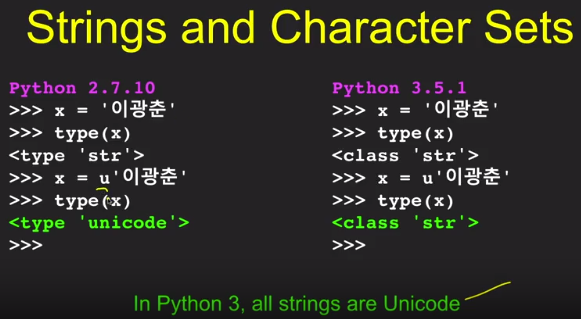 Strings and Character Sets
Python 2.7.10
>>> x = '이광춘'
>>> type(x)
<type 'str'>
>>> x = u'이광춘'
>>> type(x)
<type 'unicode'>
>>>
Python 3.5.1
>>> x = '이광춘'
>>> type(x)
<class 'str'>
>>> x = u'이광춘'
>>> type(x)
<class 'str'>
>>>
In Python 3, all strings are Unicode